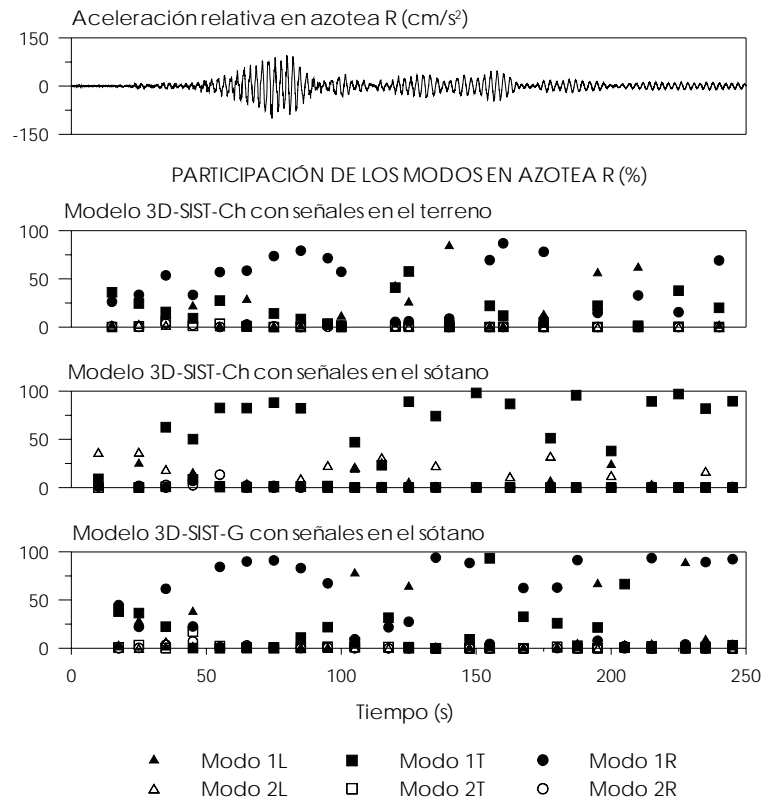 Aceleración relativa en azotea R (cm/s²)
150
0
-150
PARTICIPACIÓN DE LOS MODOS EN AZOTEA R (%)
Modelo 3D-SIST-Ch con señales en el terreno
100
50
0
Modelo 3D-SIST-Ch con señales en el sótano
100
50
0
Modelo 3D-SIST-G con señales en el sótano
100
50
0
0 50 100 150 200 250
Tiempo (s)
Modo 1L Modo 1T Modo 1R
Modo 2L Modo 2T Modo 2R